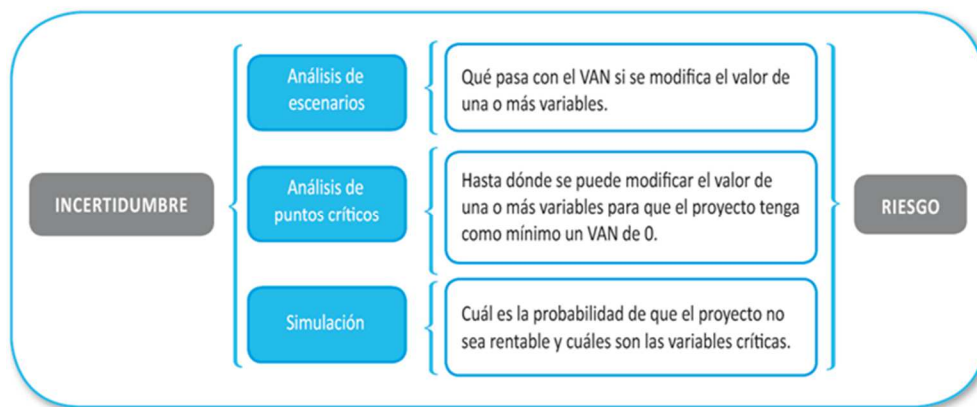 INCERTIDUMBRE
Análisis de
escenarios
Qué pasa con el VAN si se modifica el valor de
una o más variables.
Análisis de
puntos críticos
Hasta dónde se puede modificar el valor de
una o más variables para que el proyecto tenga
como mínimo un VAN de 0.
Simulación
Cuál es la probabilidad de que el proyecto no
sea rentable y cuáles son las variables críticas.
RIESGO